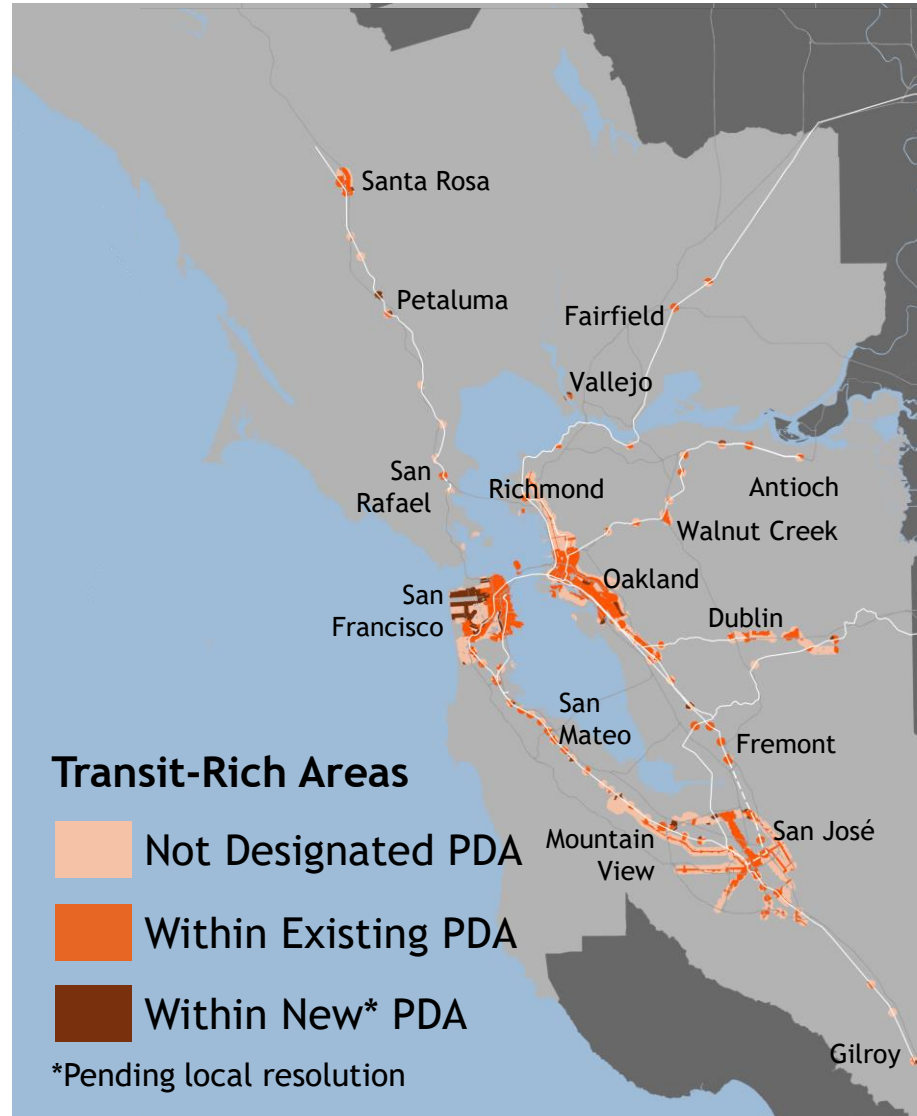 Santa Rosa
Petaluma
Fairfield
Vallejo
San
Rafael
Richmond
Antioch
Walnut Creek
Oakland
San
Francisco
Dublin
San
Mateo
Fremont
Transit-Rich Areas
Not Designated PDA
Mountain
View
San José
Within Existing PDA
Within New* PDA
*Pending local resolution
Gilroy